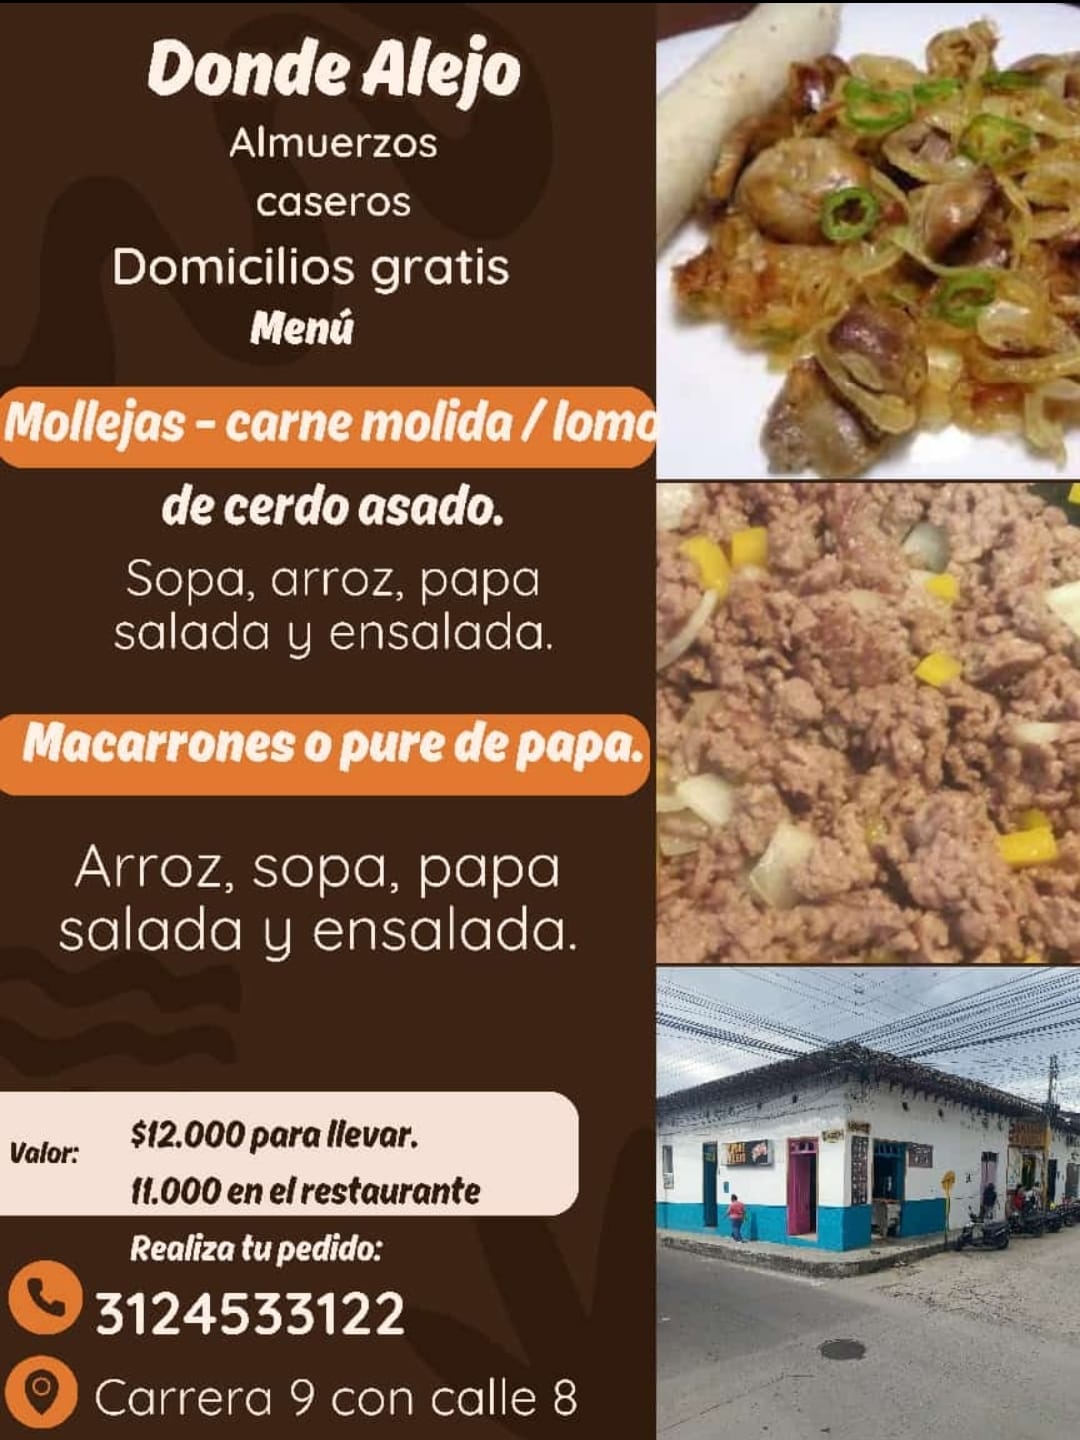 Donde Alejo
Almuerzos
caseros
Domicilios gratis
Menú
Mollejas - carne molida / lomo
de cerdo asado.
Sopa, arroz, papa
salada y ensalada.
Macarrones o pure de papa.
Arroz, sopa, papa
salada y ensalada.
Valor:
$12.000 para llevar.
11.000 en el restaurante
Realiza tu pedido:
3124533122
Carrera 9 con calle 8